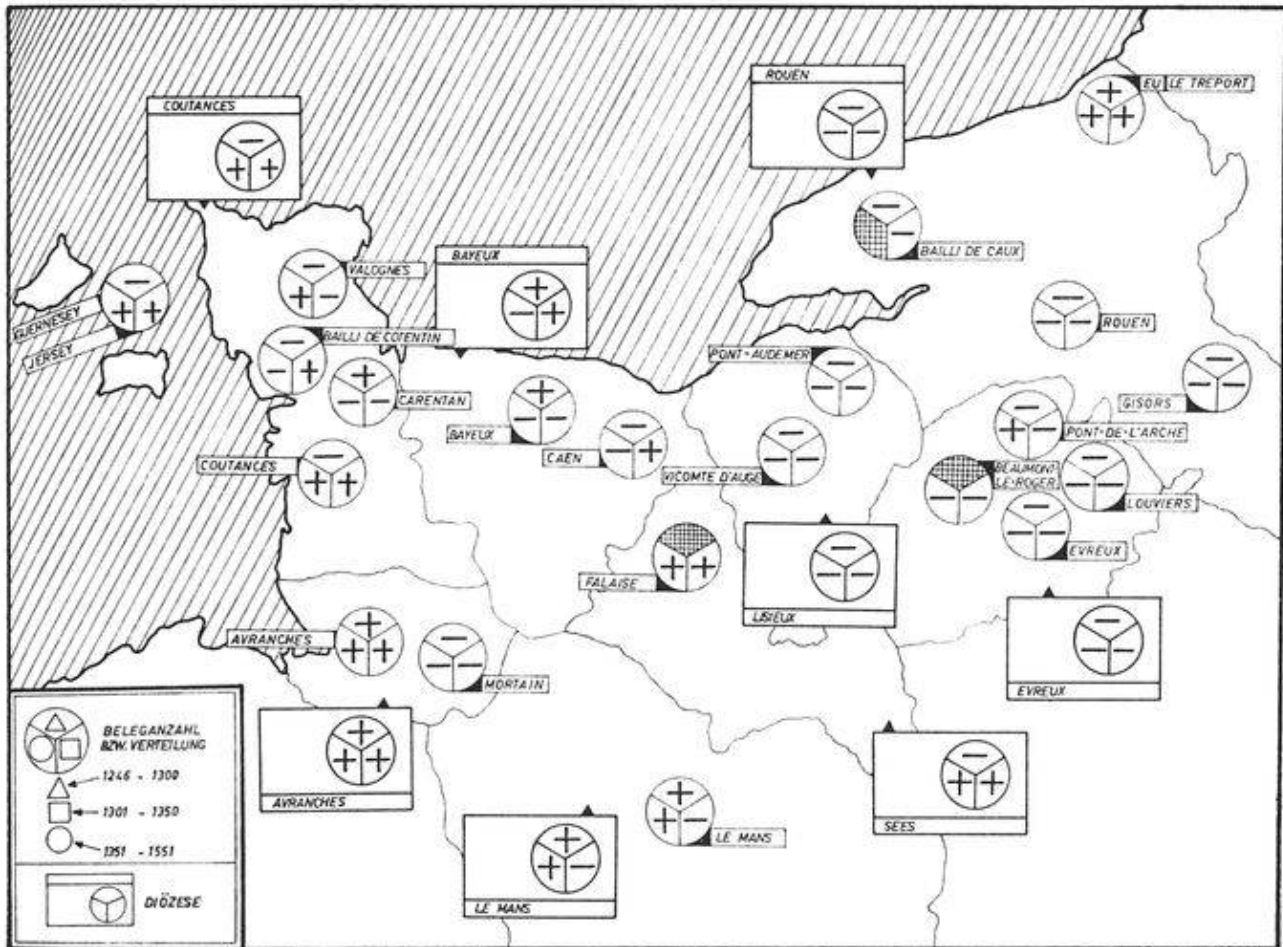 ROUEN
EU LE TREPORT
COUTANCES
BAILLI DE CAUX
BAYEUX
VALOGNES
GUERNESEY
JERSEY
BAILLI DE COTENTIN
ROUEN
PONT-AUDEMER
CARENTAN
GISORS
BAYEUX
PONT-DE-L'ARCHE
CAEN
COUTANCES
VICOMTE D'AUGE
BEAUMONT-
LE-ROGER
LOUVIERS
EVREUX
FALAISE
LISIEUX
AVRANCHES
MORTAIN
EVREUX
BELEGANZAHL
BZW. VERTEILUNG
1246 - 1300
1301 - 1350
1351 - 1551
DIÖZESE
AVRANCHES
SEES
LE MANS
LE MANS